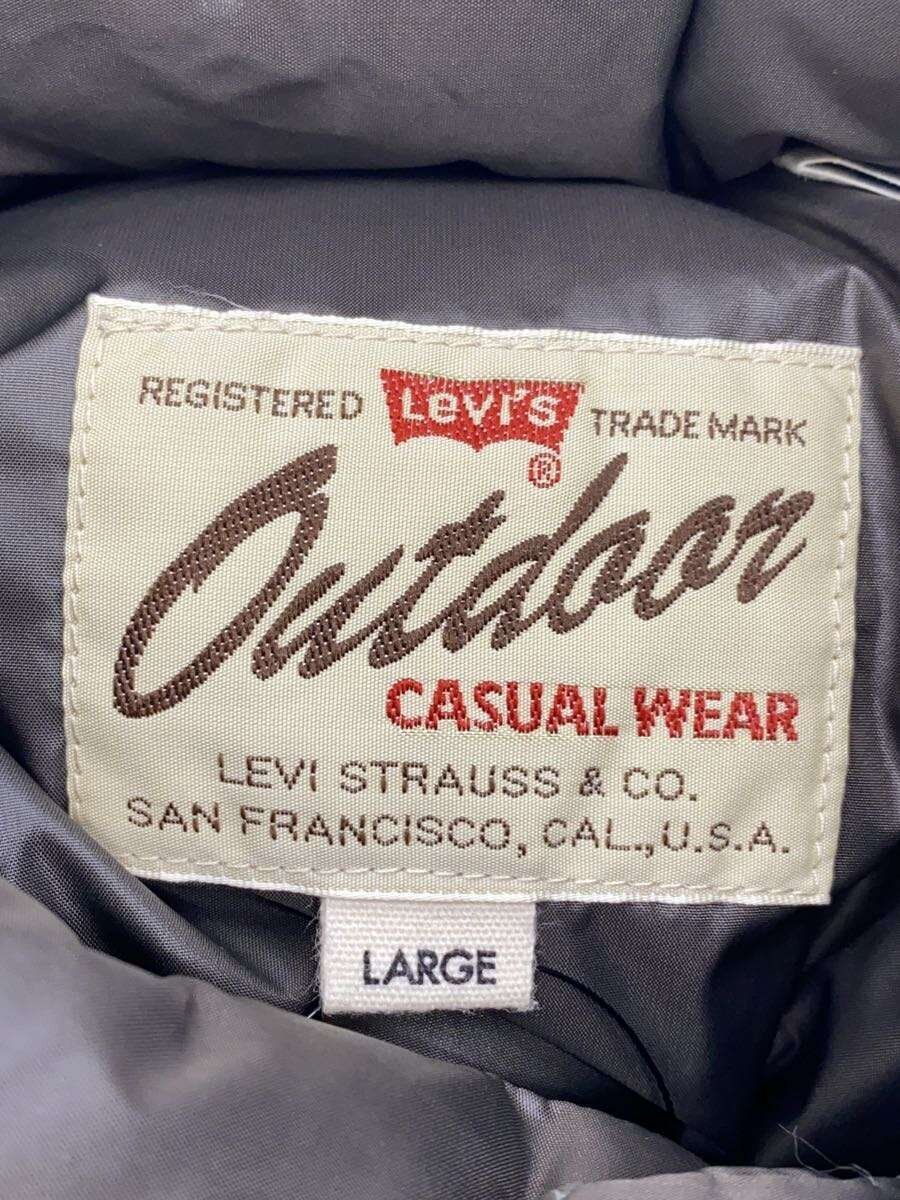 REGISTERED Levi's TRADE MARK
®
Outdoor
CASUAL WEAR
LEVI STRAUSS & CO.
SAN FRANCISCO, CAL., U.S.A.
LARGE